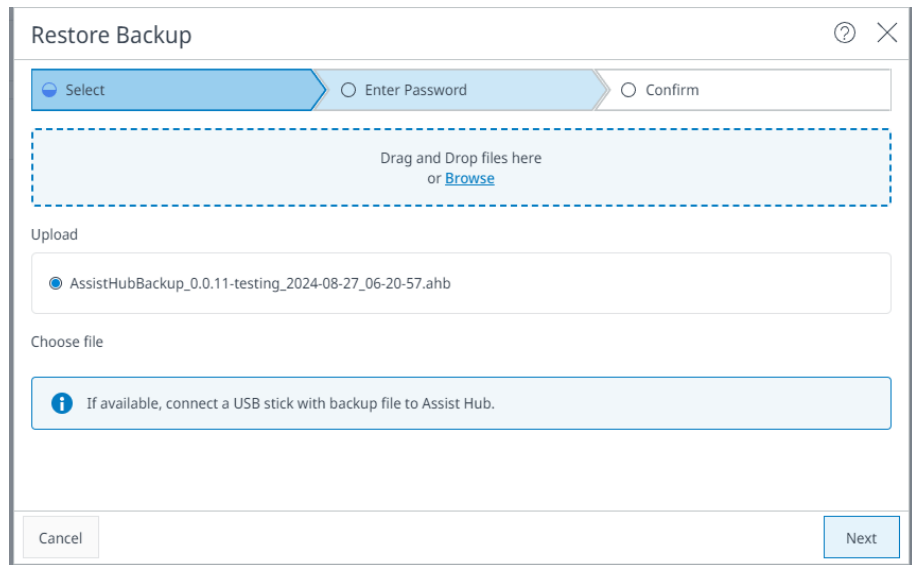 Restore Backup
Select
Enter Password
Confirm
Drag and Drop files here
or Browse
Upload
AssistHubBackup_0.0.11-testing_2024-08-27_06-20-57.ahb
Choose file
If available, connect a USB stick with backup file to Assist Hub.
Cancel
Next